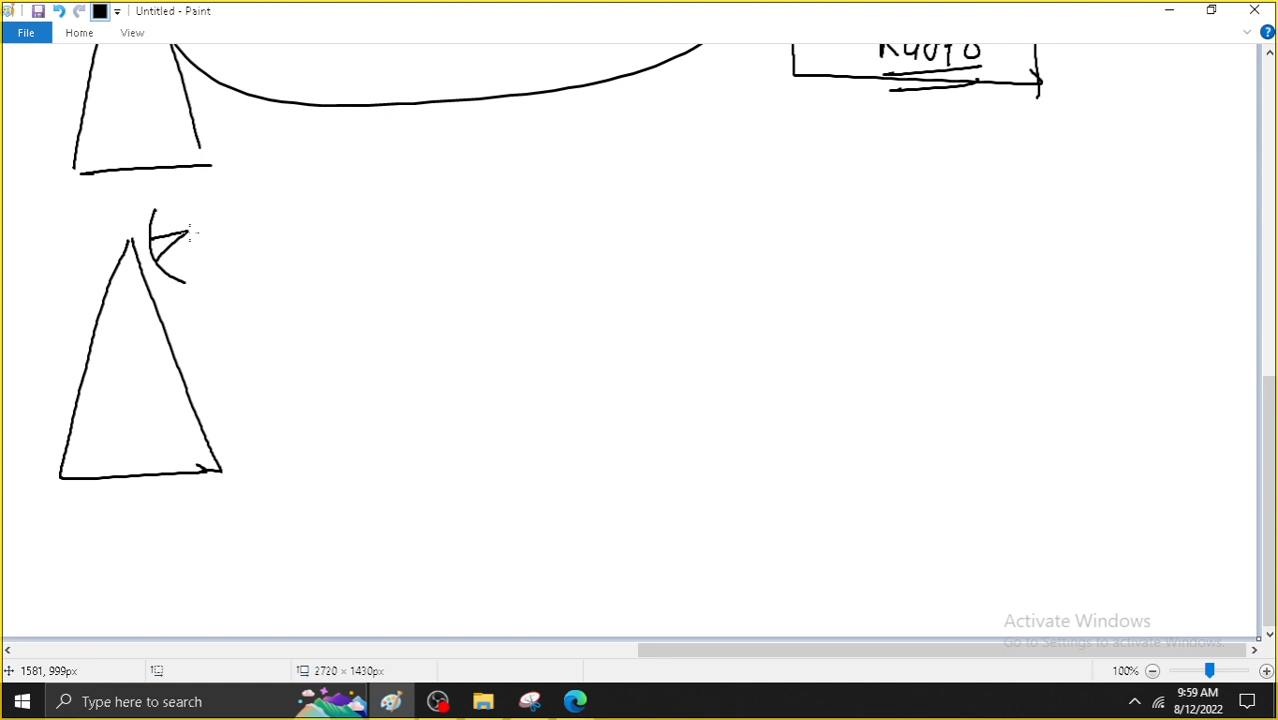 Untitled - Paint
File Home View
Activate Windows
Go to Settings to activate Windows.
1581, 999px 2720 × 1430px 100%
Type here to search
9:59 AM
8/12/2022